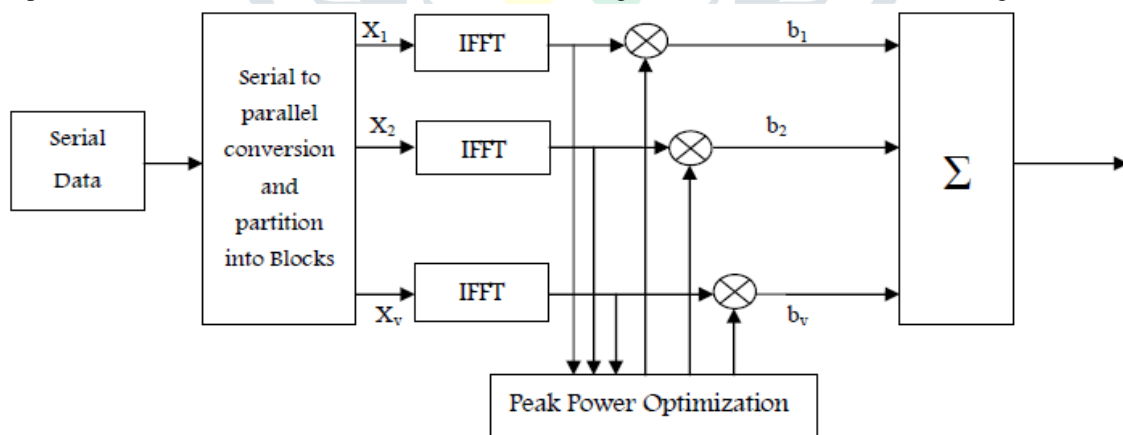 Serial
Data
Serial to
parallel
conversion
and
partition
into Blocks
X₁
IFFT
b₁
X₂
IFFT
b₂
Xᵥ
IFFT
bᵥ
Σ
Peak Power Optimization